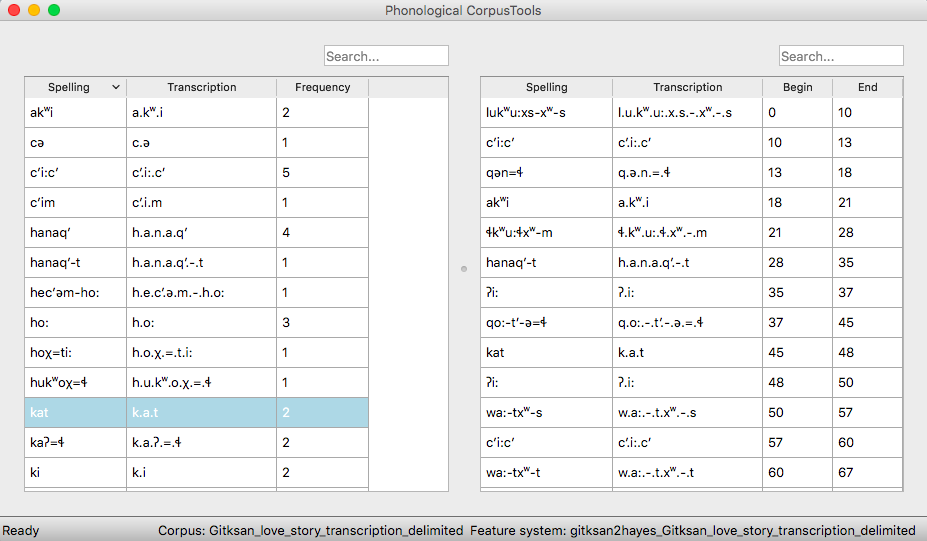 Phonological CorpusTools
Search... Search...
Spelling Transcription Frequency Spelling Transcription Begin End
akʷi a.kʷ.i 2 lukʷu:xs-xʷ-s l.u.kʷ.u:.x.s.-.xʷ.-.s 0 10
cə c.ə 1 c’i:c’ c’.i:.c’ 10 13
c’i:c’ c’.i:.c’ 5 qən=ɬ q.ə.n.=.ɬ 13 18
c’im c’.i.m 1 akʷi a.kʷ.i 18 21
hanaq’ h.a.n.a.q’ 4 ɬkʷu:ɬxʷ-m ɬ.kʷ.u:.ɬ.xʷ.-.m 21 28
hanaq’-t h.a.n.a.q’.-.t 1 hanaq’-t h.a.n.a.q’.-.t 28 35
hec’əm-ho: h.e.c’.ə.m.-.h.o: 1 ʔi: ʔ.i: 35 37
ho: h.o: 3 qo:-t’-ə=ɬ q.o:.-.t’.-.ə.=.ɬ 37 45
hoχ=ti: h.o.χ.=.t.i: 1 kat k.a.t 45 48
hukʷoχ=ɬ h.u.kʷ.o.χ.=.ɬ 1 ʔi: ʔ.i: 48 50
kat k.a.t 2 wa:-txʷ-s w.a:.-.t.xʷ.-.s 50 57
kaʔ=ɬ k.a.ʔ.=.ɬ 2 c’i:c’ c’.i:.c’ 57 60
ki k.i 2 wa:-txʷ-t w.a:.-.t.xʷ.-.t 60 67
Ready Corpus: Gitksan_love_story_transcription_delimited Feature system: gitksan2hayes_Gitksan_love_story_transcription_delimited